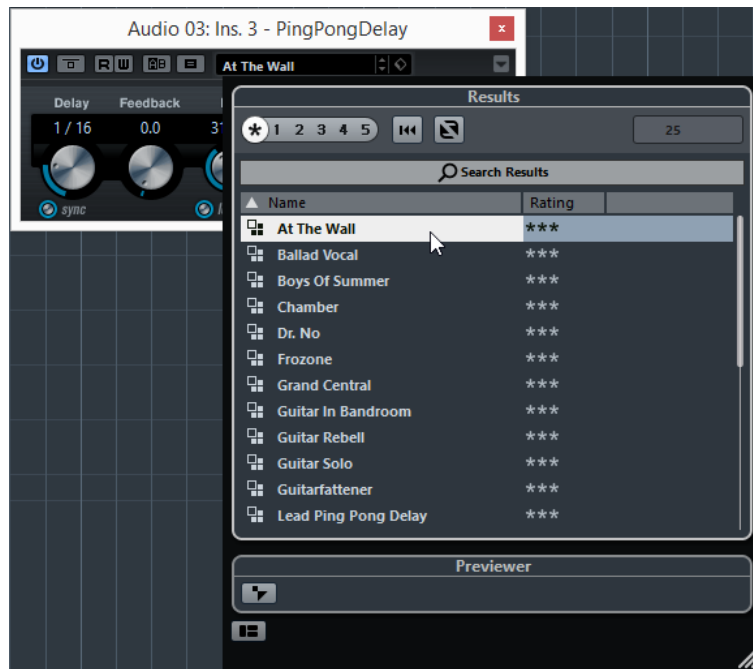 Audio 03: Ins. 3 - PingPongDelay
x
R W AB At The Wall
Delay Feedback
1 / 16 0.0
sync
Results
* 1 2 3 4 5 25
Search Results
Name Rating
At The Wall ***
Ballad Vocal ***
Boys Of Summer ***
Chamber ***
Dr. No ***
Frozone ***
Grand Central ***
Guitar In Bandroom ***
Guitar Rebell ***
Guitar Solo ***
Guitarfattener ***
Lead Ping Pong Delay ***
Previewer